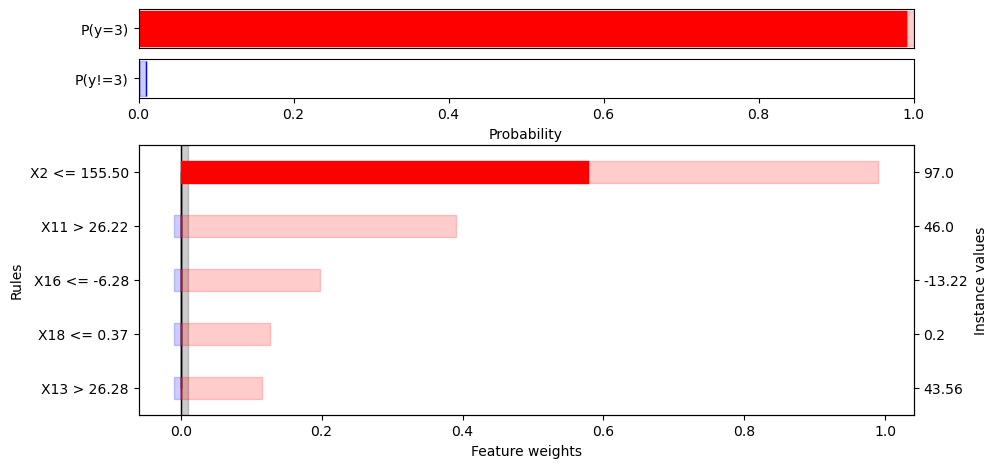 P(y=3)
P(y!=3)
0.0 0.2 0.4 0.6 0.8 1.0
Probability
X2 <= 155.50 97.0
X11 > 26.22 46.0
X16 <= -6.28 -13.22
X18 <= 0.37 0.2
X13 > 26.28 43.56
Rules
Instance values
0.0 0.2 0.4 0.6 0.8 1.0
Feature weights